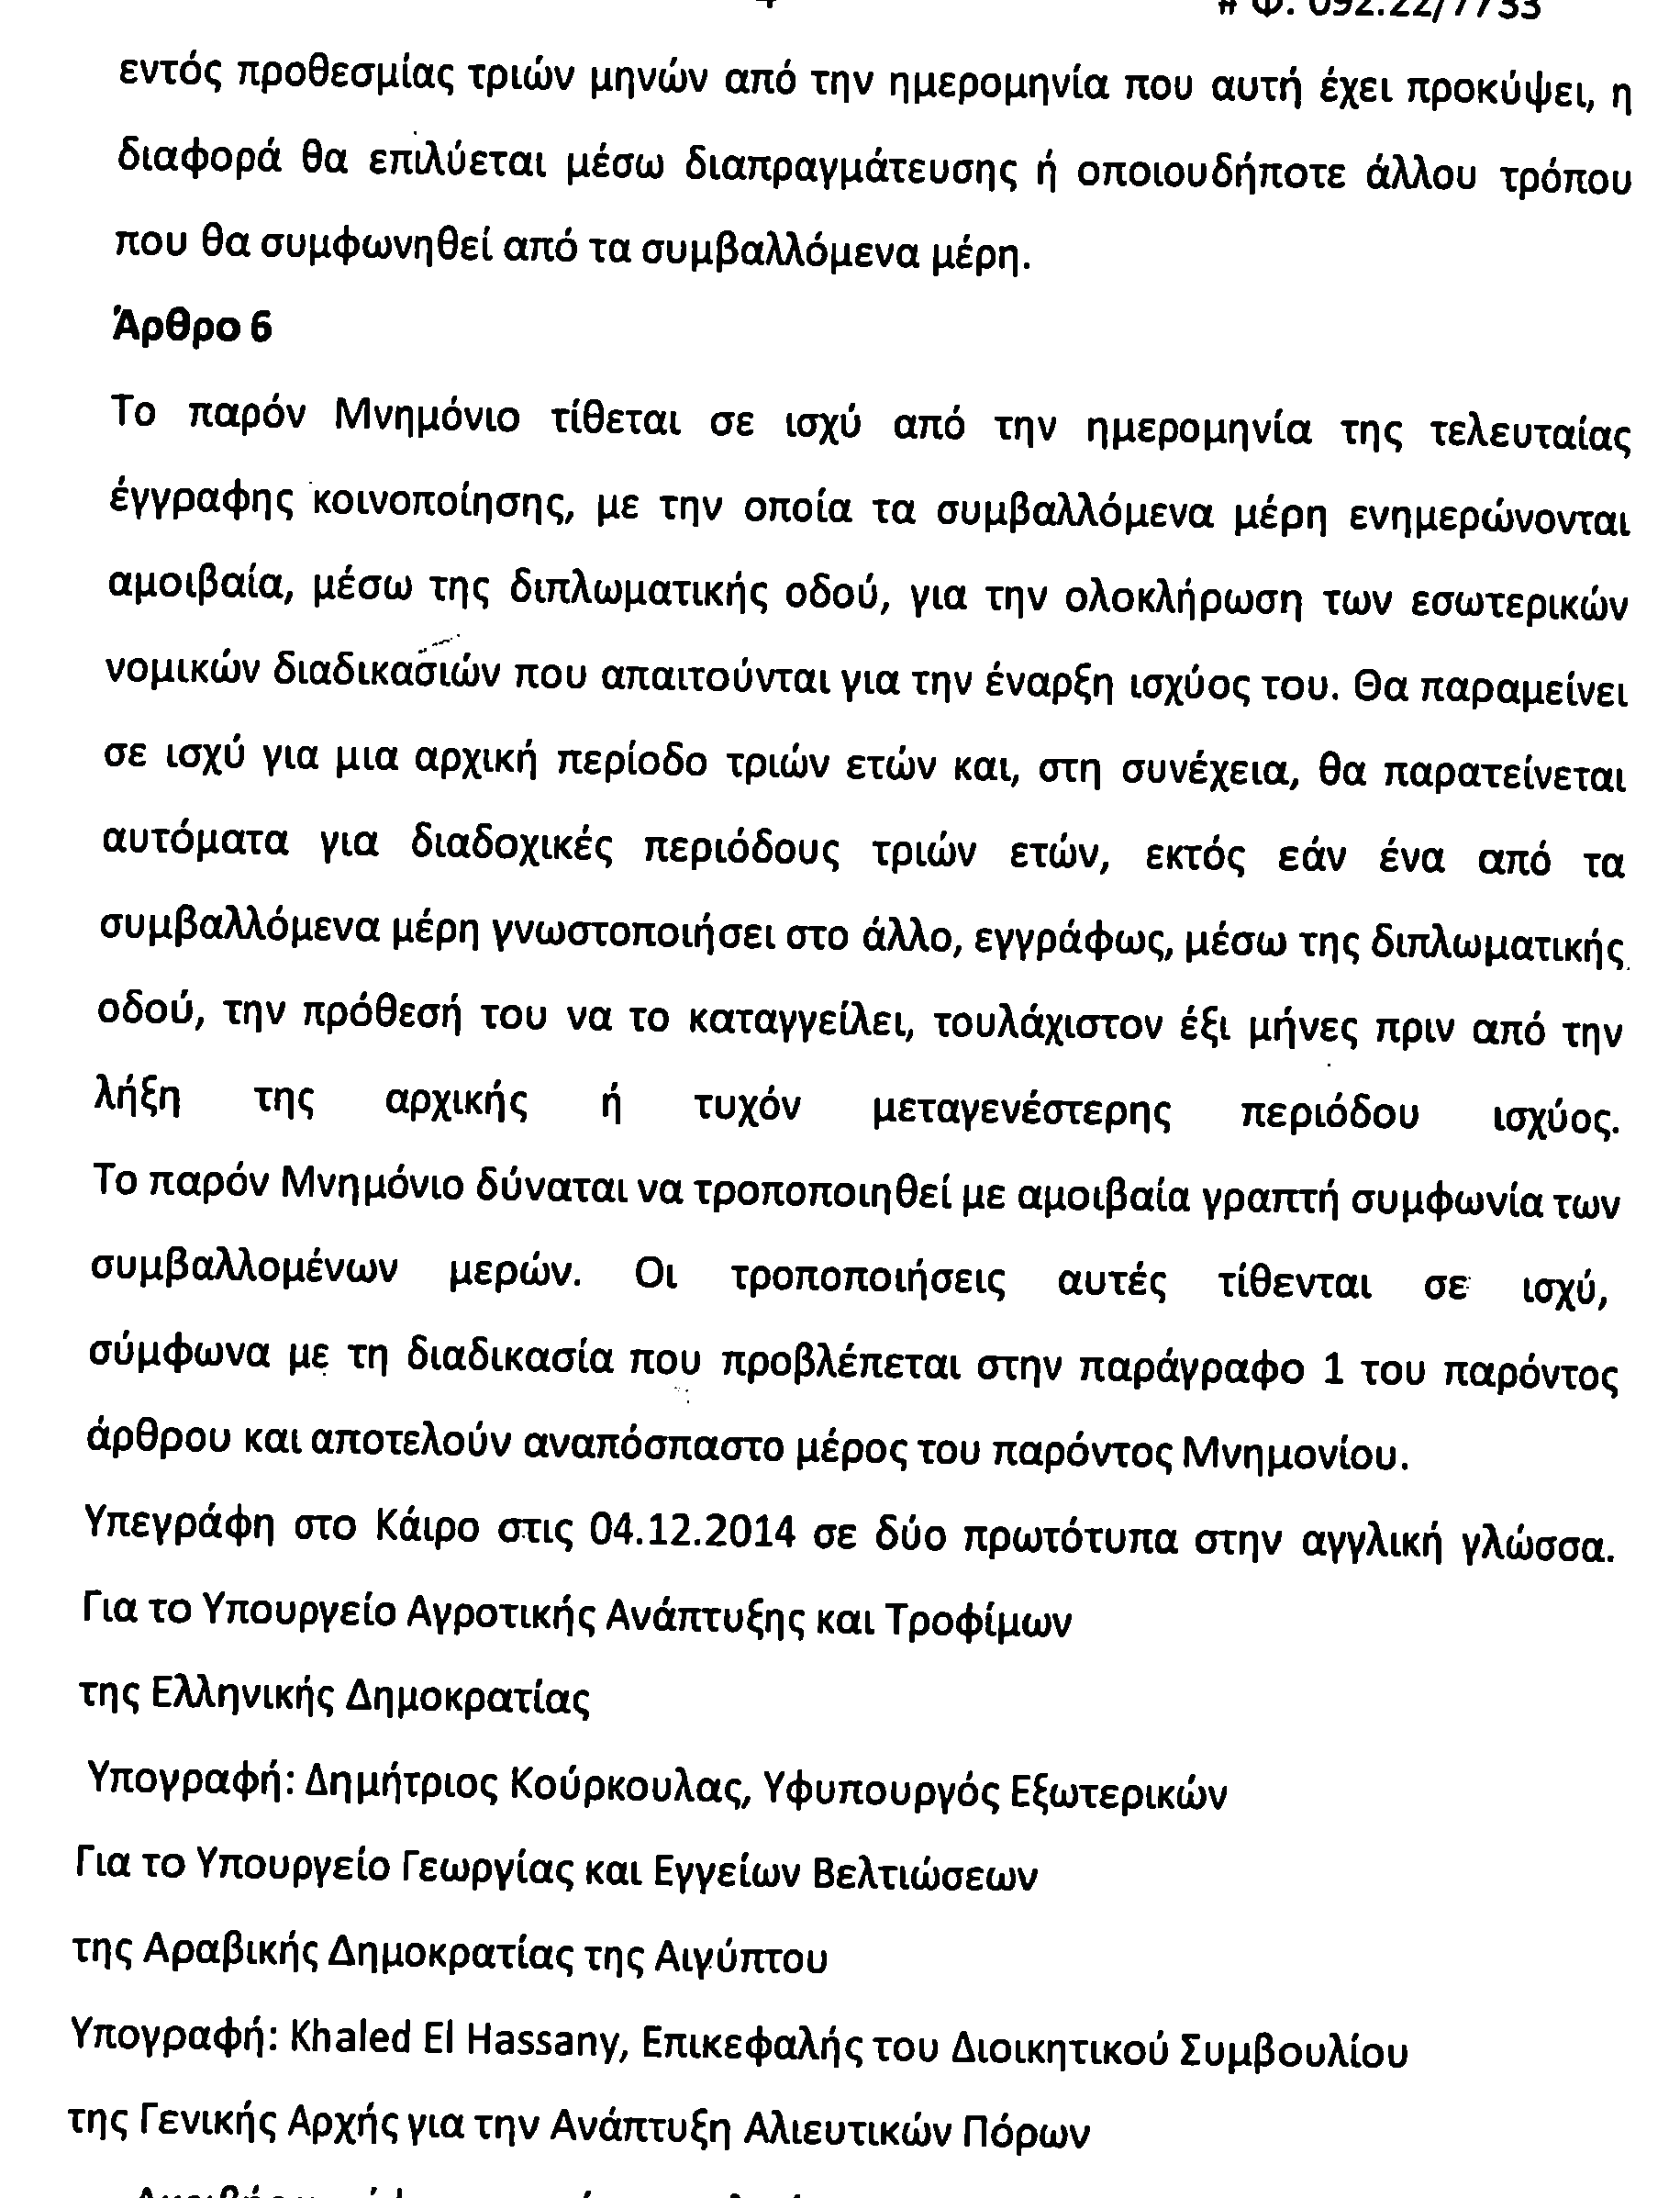 # Φ. 092.22/7733
εντός προθεσμίας τριών μηνών από την ημερομηνία που αυτή έχει προκύψει, η
διαφορά θα επιλύεται μέσω διαπραγμάτευσης ή οποιουδήποτε άλλου τρόπου
που θα συμφωνηθεί από τα συμβαλλόμενα μέρη.
Άρθρο 6
Το παρόν Μνημόνιο τίθεται σε ισχύ από την ημερομηνία της τελευταίας
έγγραφης κοινοποίησης, με την οποία τα συμβαλλόμενα μέρη ενημερώνονται
αμοιβαία, μέσω της διπλωματικής οδού, για την ολοκλήρωση των εσωτερικών
νομικών διαδικασιών που απαιτούνται για την έναρξη ισχύος του. Θα παραμείνει
σε ισχύ για μια αρχική περίοδο τριών ετών και, στη συνέχεια, θα παρατείνεται
αυτόματα για διαδοχικές περιόδους τριών ετών, εκτός εάν ένα από τα
συμβαλλόμενα μέρη γνωστοποιήσει στο άλλο, εγγράφως, μέσω της διπλωματικής
οδού, την πρόθεσή του να το καταγγείλει, τουλάχιστον έξι μήνες πριν από την
λήξη της αρχικής ή τυχόν μεταγενέστερης περιόδου ισχύος.
Το παρόν Μνημόνιο δύναται να τροποποιηθεί με αμοιβαία γραπτή συμφωνία των
συμβαλλομένων μερών. Οι τροποποιήσεις αυτές τίθενται σε ισχύ,
σύμφωνα με τη διαδικασία που προβλέπεται στην παράγραφο 1 του παρόντος
άρθρου και αποτελούν αναπόσπαστο μέρος του παρόντος Μνημονίου.
Υπεγράφη στο Κάιρο στις 04.12.2014 σε δύο πρωτότυπα στην αγγλική γλώσσα.
Για το Υπουργείο Αγροτικής Ανάπτυξης και Τροφίμων
της Ελληνικής Δημοκρατίας
Υπογραφή: Δημήτριος Κούρκουλας, Υφυπουργός Εξωτερικών
Για το Υπουργείο Γεωργίας και Εγγείων Βελτιώσεων
της Αραβικής Δημοκρατίας της Αιγύπτου
Υπογραφή: Khaled El Hassany, Επικεφαλής του Διοικητικού Συμβουλίου
της Γενικής Αρχής για την Ανάπτυξη Αλιευτικών Πόρων